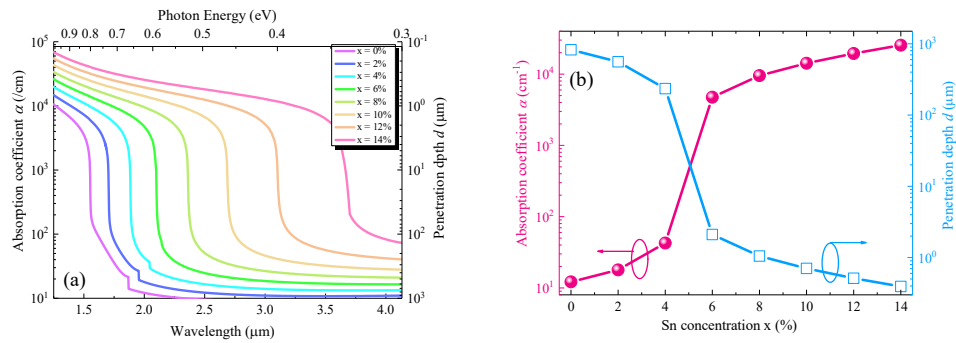 Photon Energy (eV)
0.9 0.8 0.7 0.6 0.5 0.4 0.3
Absorption coefficient α (/cm)
10^5
10^4
10^3
10^2
10^1
x = 0%
x = 2%
x = 4%
x = 6%
x = 8%
x = 10%
x = 12%
x = 14%
(a)
10^-1
10^0
10^1
10^2
10^3
Penetration dpth d (μm)
1.5 2.0 2.5 3.0 3.5 4.0
Wavelength (μm)
Absorption coefficient α (cm^-1)
10^4
10^3
10^2
10^1
(b)
10^3
10^2
10^1
10^0
Penetration depth d (μm)
0 2 4 6 8 10 12 14
Sn concentration x (%)